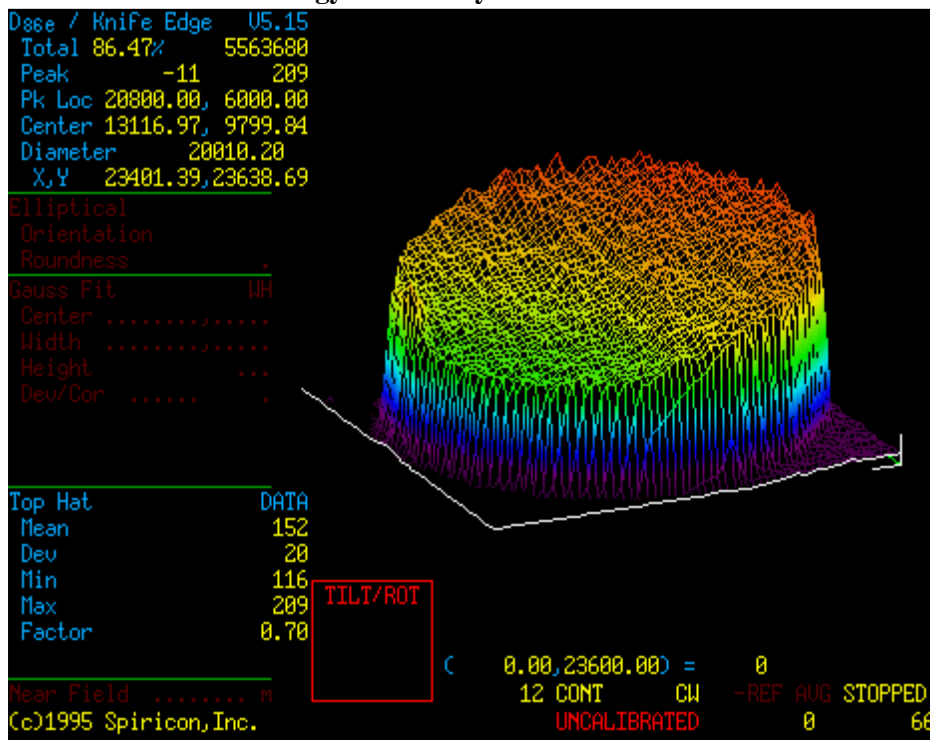 D86e / Knife Edge V5.15
Total 86.47% 5563680
Peak -11 209
Pk Loc 20800.00, 6000.00
Center 13116.97, 9799.84
Diameter 20010.20
X,Y 23401.39,23638.69
Elliptical
Orientation
Roundness .
Gauss Fit WH
Center ........,.....
Width ........,.....
Height ...
Dev/Cor ...... .
Top Hat DATA
Mean 152
Dev 20
Min 116
Max 209
Factor 0.70
TILT/ROT
( 0.00,23600.00) = 0
12 CONT CW -REF AVG STOPPED
Near Field ........ m
(c)1995 Spiricon,Inc.
UNCALIBRATED 0 66